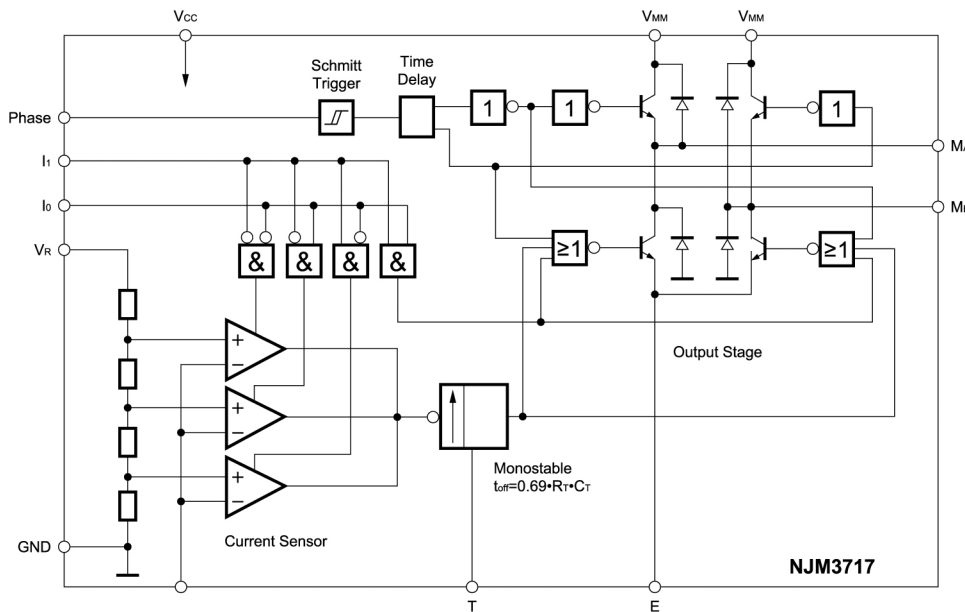 VCC
VMM
VMM
Schmitt
Trigger
Time
Delay
1
1
1
Phase
I1
I0
VR
MA
&
&
&
&
≥1
≥1
+
−
+
−
+
−
Output Stage
Monostable
toff=0.69•RT•CT
Current Sensor
GND
NJM3717
T
E